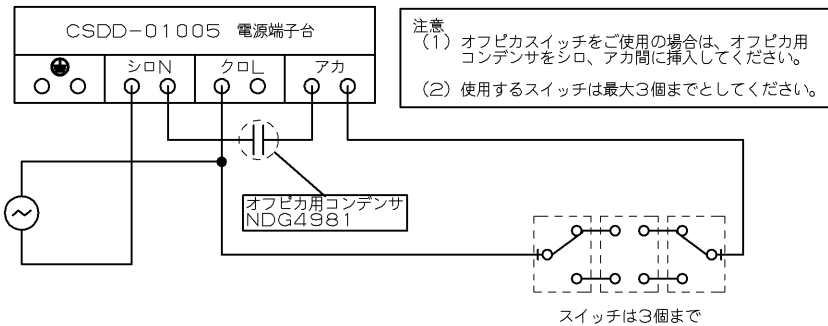 CSDD-01005 電源端子台
シロN
クロL
アカ
注意
(1) オフピカスイッチをご使用の場合は、オフピカ用
コンデンサをシロ、アカ間に挿入してください。
(2) 使用するスイッチは最大3個までとしてください。
オフピカ用コンデンサ
NDG4981
スイッチは3個まで